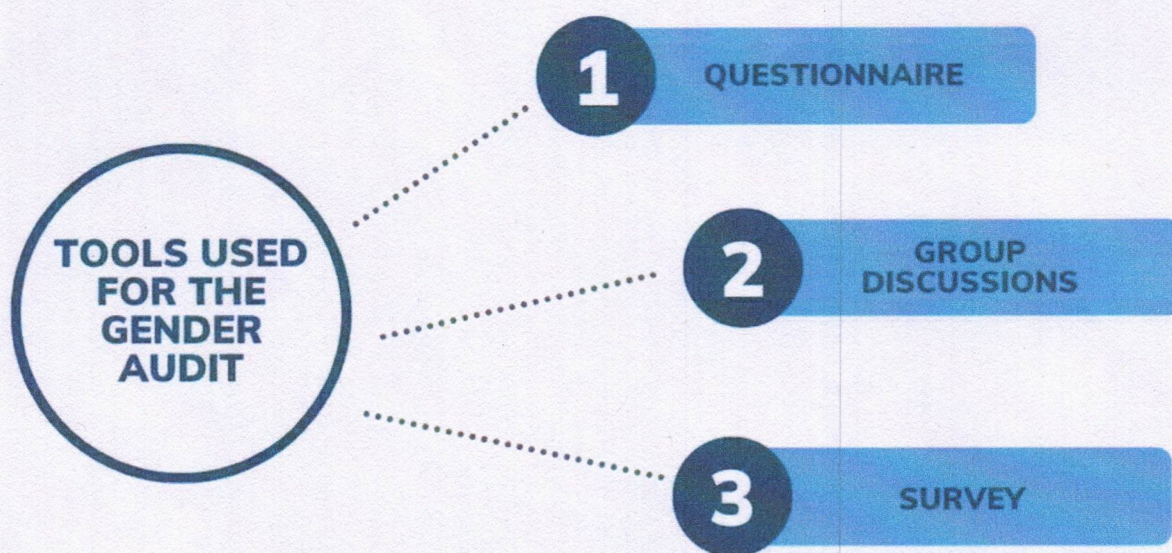 TOOLS USED
FOR THE
GENDER
AUDIT
1
QUESTIONNAIRE
2
GROUP
DISCUSSIONS
3
SURVEY